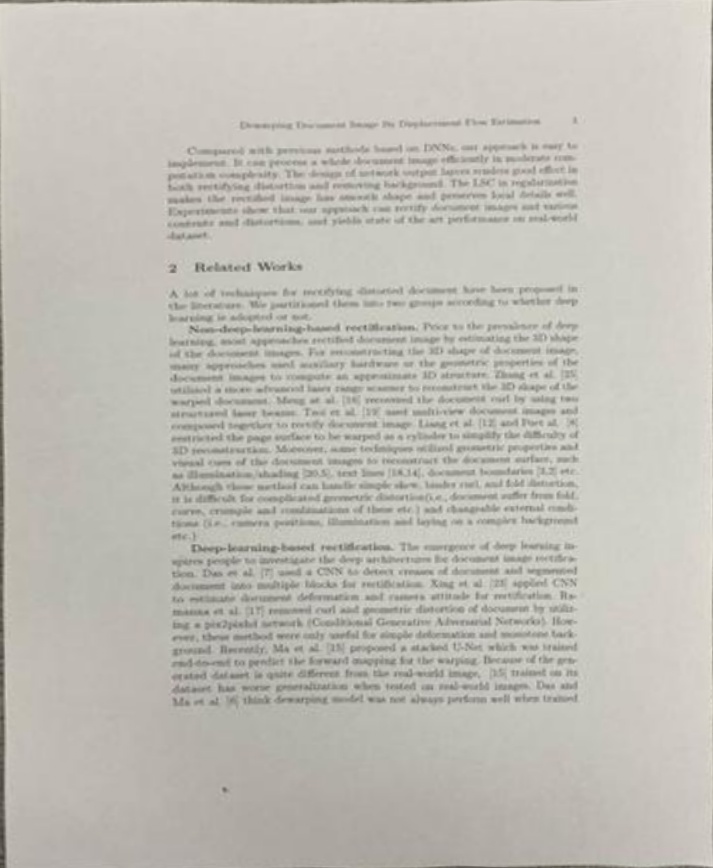 Dewarping Document Image By Displacement Flow Estimation 3
Compared with previous methods based on DNNs, our approach is easy to
implement. It can process a whole document image efficiently in moderate com-
putation complexity. The design of network output layers renders good effect in
both rectifying distortion and removing background. The LSC in regularization
makes the rectified image has smooth shape and preserves local details well.
Experiments show that our approach can rectify document images and various
contents and distortions, and yields state of the art performance on real-world
dataset.
2 Related Works
A lot of techniques for rectifying distorted document have been proposed in
the literature. We partitioned them into two groups according to whether deep
learning is adopted or not.
Non-deep-learning-based rectification. Prior to the prevalence of deep
learning, most approaches rectified document image by estimating the 3D shape
of the document images. For reconstructing the 3D shape of document image,
many approaches used auxiliary hardware or the geometric properties of the
document images to compute an approximate 3D structure. Zhang et al. [25]
utilized a more advanced laser range scanner to reconstruct the 3D shape of the
warped document. Meng et al. [16] recovered the document curl by using two
structured laser beams. Tsoi et al. [19] used multi-view document images and
composed together to rectify document image. Liang et al. [12] and Fuet al. [8]
restricted the page surface to be warped as a cylinder to simplify the difficulty of
3D reconstruction. Moreover, some techniques utilized geometric properties and
visual cues of the document images to reconstruct the document surface, such
as illumination/shading [20,5], text lines [18,14], document boundaries [3,2] etc.
Although these method can handle simple skew, binder curl, and fold distortion,
it is difficult for complicated geometric distortion(i.e., document suffer from fold,
curve, crumple and combinations of these etc.) and changeable external condi-
tions (i.e., camera positions, illumination and laying on a complex background
etc.)
Deep-learning-based rectification. The emergence of deep learning in-
spires people to investigate the deep architectures for document image rectifica-
tion. Das et al. [7] used a CNN to detect creases of document and segmented
document into multiple blocks for rectification. Xing et al. [23] applied CNN
to estimate document deformation and camera attitude for rectification. Ra-
manna et al. [17] removed curl and geometric distortion of document by utiliz-
ing a pix2pixhd network (Conditional Generative Adversarial Networks). How-
ever, these method were only useful for simple deformation and monotone back-
ground. Recently, Ma et al. [15] proposed a stacked U-Net which was trained
end-to-end to predict the forward mapping for the warping. Because of the gen-
erated dataset is quite different from the real-world image, [15] trained on its
dataset has worse generalization when tested on real-world images. Das and
Ma et al. [6] think dewarping model was not always perform well when trained